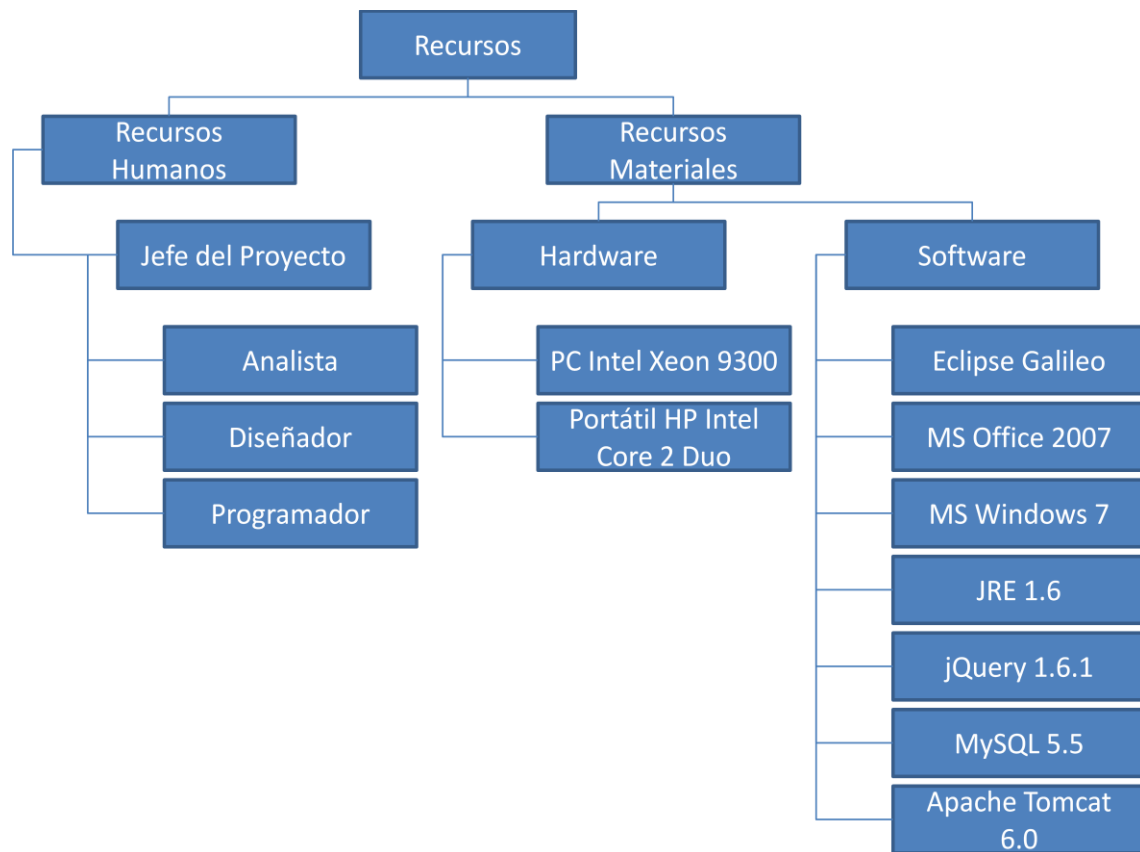 Recursos
Recursos
Humanos
Recursos
Materiales
Jefe del Proyecto
Hardware
Software
Analista
PC Intel Xeon 9300
Eclipse Galileo
Diseñador
Portátil HP Intel
Core 2 Duo
MS Office 2007
Programador
MS Windows 7
JRE 1.6
jQuery 1.6.1
MySQL 5.5
Apache Tomcat
6.0